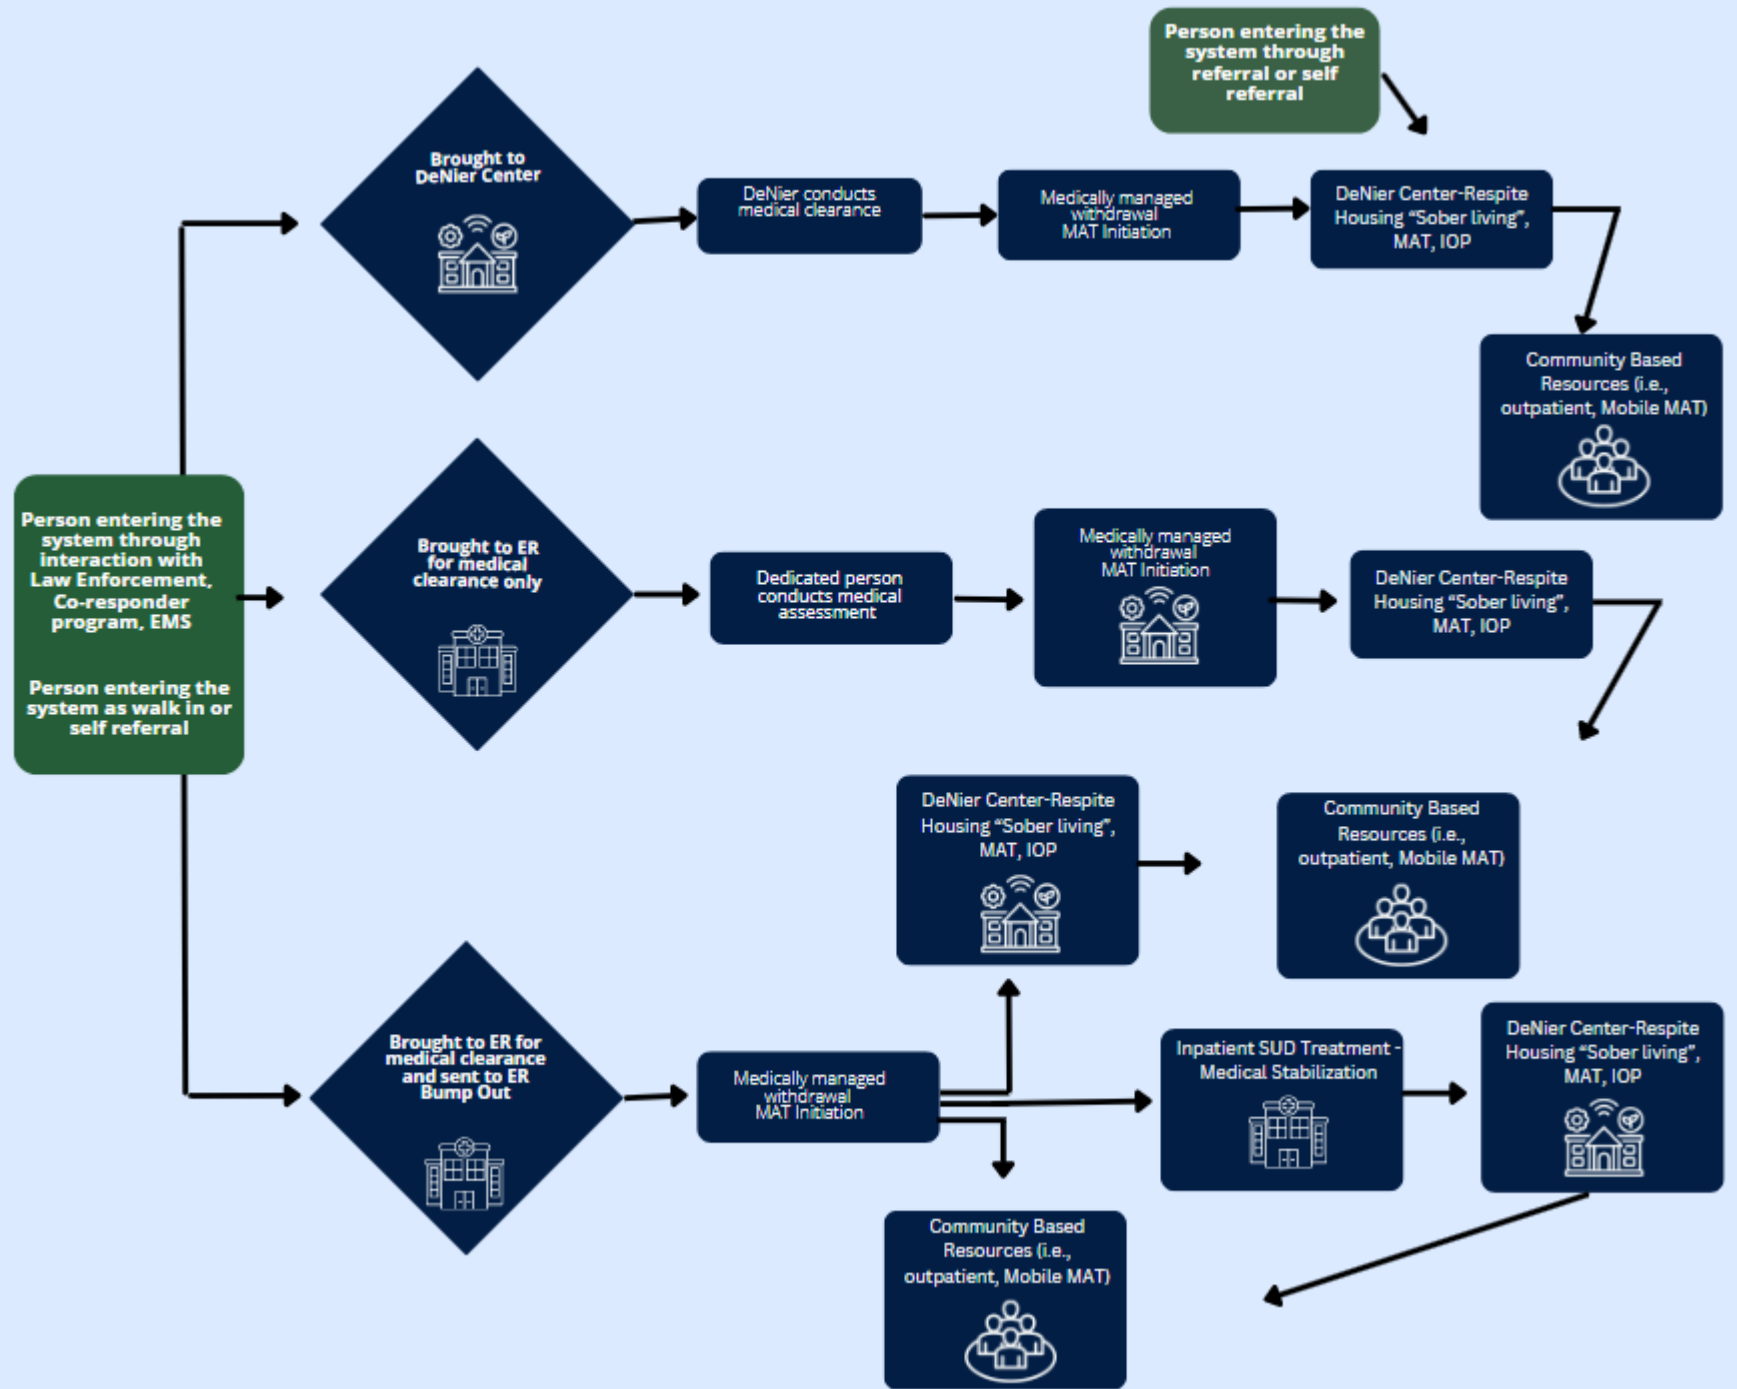 Person entering the
system through
referral or self
referral
Brought to
DeNier Center
DeNier conducts
medical clearance
Medically managed
withdrawal
MAT Initiation
DeNier Center-Respite
Housing “Sober living”,
MAT, IOP
Community Based
Resources (i.e.,
outpatient, Mobile MAT)
Person entering the
system through
interaction with
Law Enforcement,
Co-responder
program, EMS
Person entering the
system as walk in or
self referral
Brought to ER
for medical
clearance only
Dedicated person
conducts medical
assessment
Medically managed
withdrawal
MAT Initiation
DeNier Center-Respite
Housing “Sober living”,
MAT, IOP
DeNier Center-Respite
Housing “Sober living”,
MAT, IOP
Community Based
Resources (i.e.,
outpatient, Mobile MAT)
Brought to ER for
medical clearance
and sent to ER
Bump Out
Medically managed
withdrawal
MAT Initiation
Inpatient SUD Treatment -
Medical Stabilization
DeNier Center-Respite
Housing “Sober living”,
MAT, IOP
Community Based
Resources (i.e.,
outpatient, Mobile MAT)